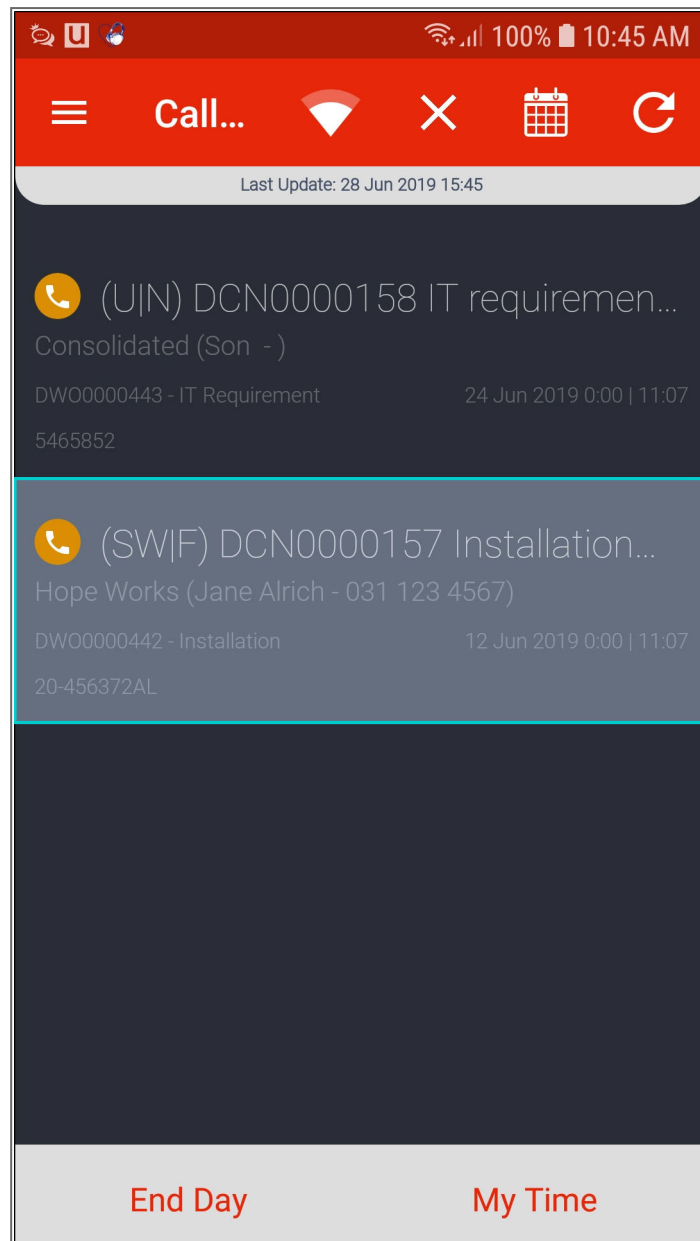 100% 10:45 AM
Call...
Last Update: 28 Jun 2019 15:45
(U|N) DCN0000158 IT requiremen...
Consolidated (Son - )
DWO0000443 - IT Requirement 24 Jun 2019 0:00 | 11:07
5465852
(SW|F) DCN0000157 Installation...
Hope Works (Jane Alrich - 031 123 4567)
DWO0000442 - Installation 12 Jun 2019 0:00 | 11:07
20-456372AL
End Day My Time